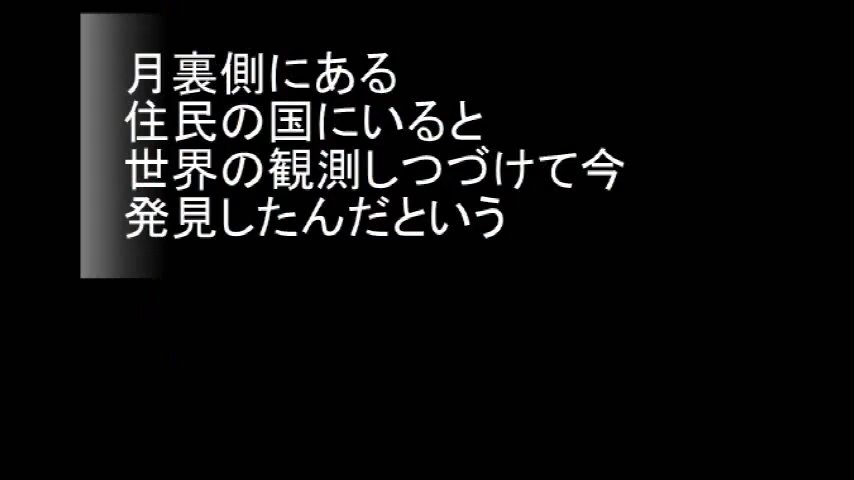 月裏側にある
住民の国にいると
世界の観測しつづけて今
発見したんだという